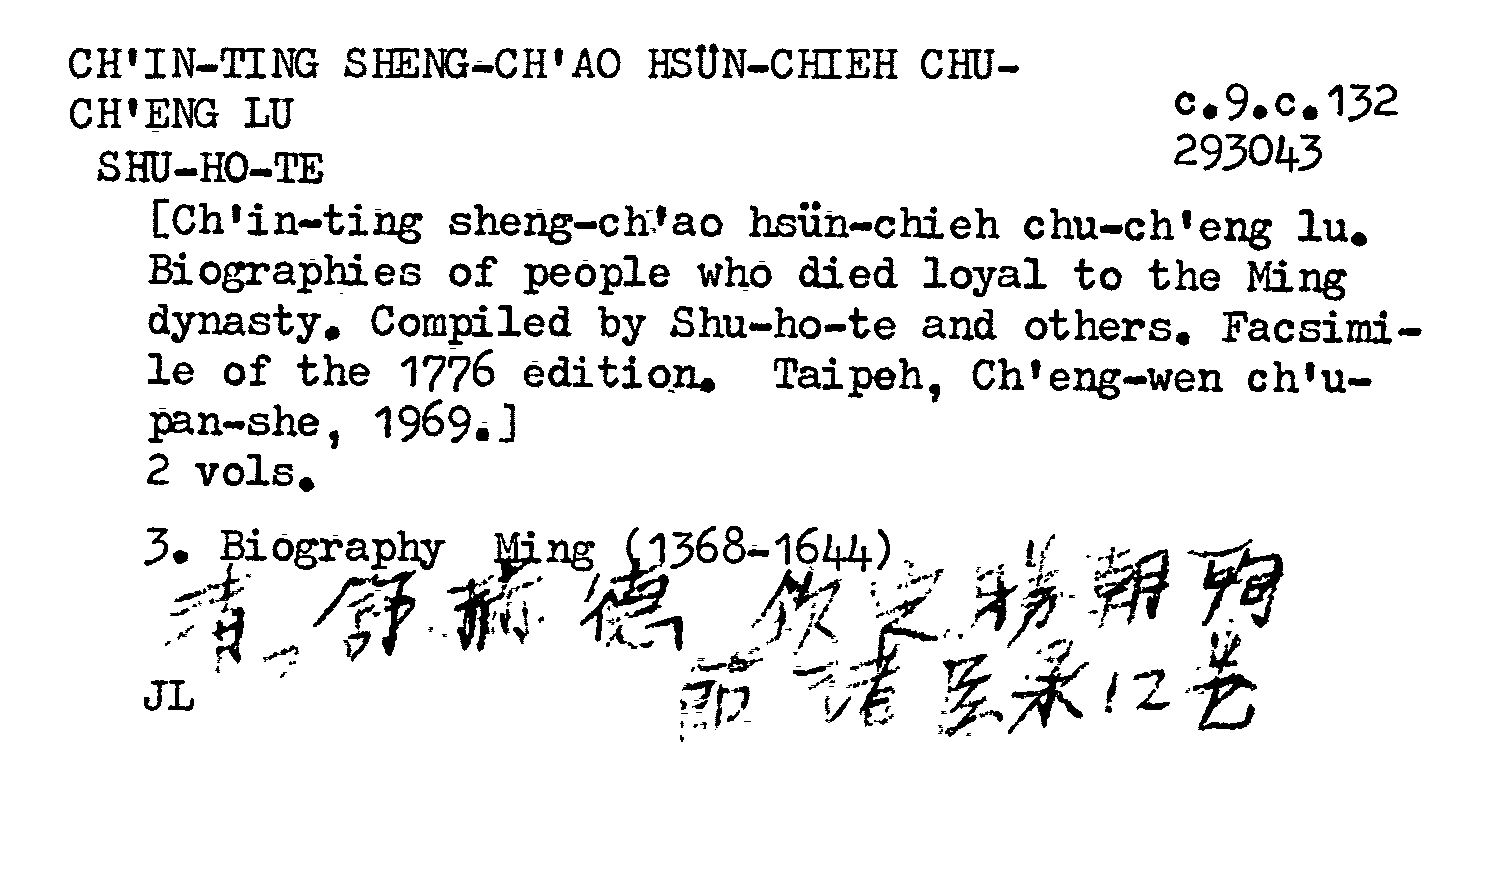 CH'IN-TING SHENG-CH'AO HSÜN-CHIEH CHU-
CH'ENG LU
c.9.c.132
293043
SHU-HO-TE
[Ch'in-ting sheng-ch'ao hsün-chieh chu-ch'eng lu.
Biographies of people who died loyal to the Ming
dynasty. Compiled by Shu-ho-te and others. Facsimi-
le of the 1776 edition. Taipeh, Ch'eng-wen ch'u-
pan-she, 1969.]
2 vols.
3. Biography Ming (1368-1644)
清、舒赫德 欽定勝朝殉
節諸臣录12卷
JL